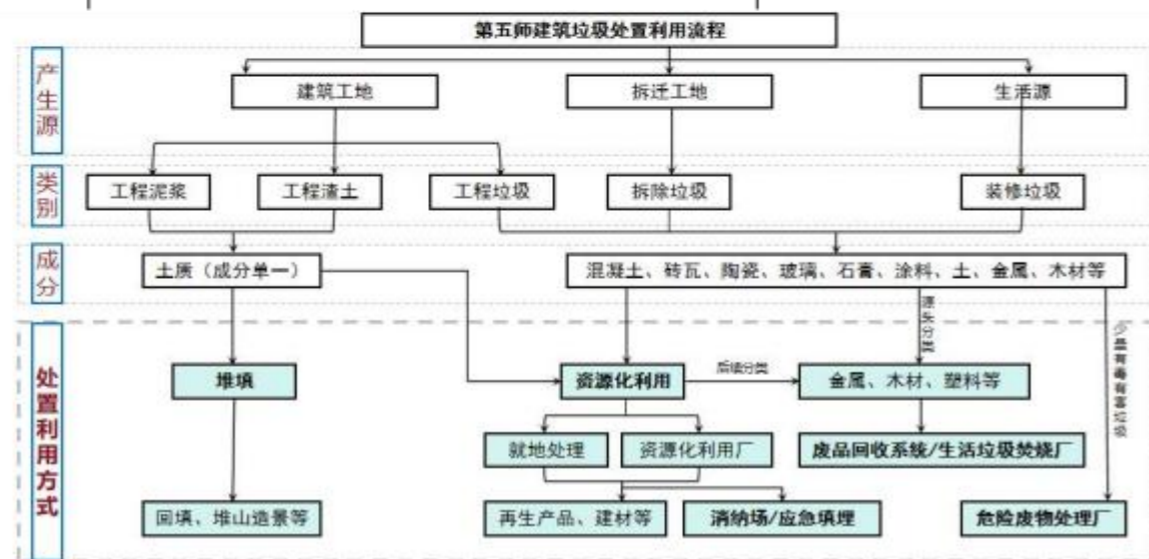 第五师建筑垃圾处置利用流程
产生源
建筑工地
拆迁工地
生活源
类别
工程泥浆
工程渣土
工程垃圾
拆除垃圾
装修垃圾
成分
土质（成分单一）
混凝土、砖瓦、陶瓷、玻璃、石膏、涂料、土、金属、木材等
源头分类
少量有毒有害垃圾
处置利用方式
堆填
资源化利用
后续分类
金属、木材、塑料等
就地处理
资源化利用厂
废品回收系统/生活垃圾焚烧厂
回填、堆山造景等
再生产品、建材等
消纳场/应急填埋
危险废物处理厂